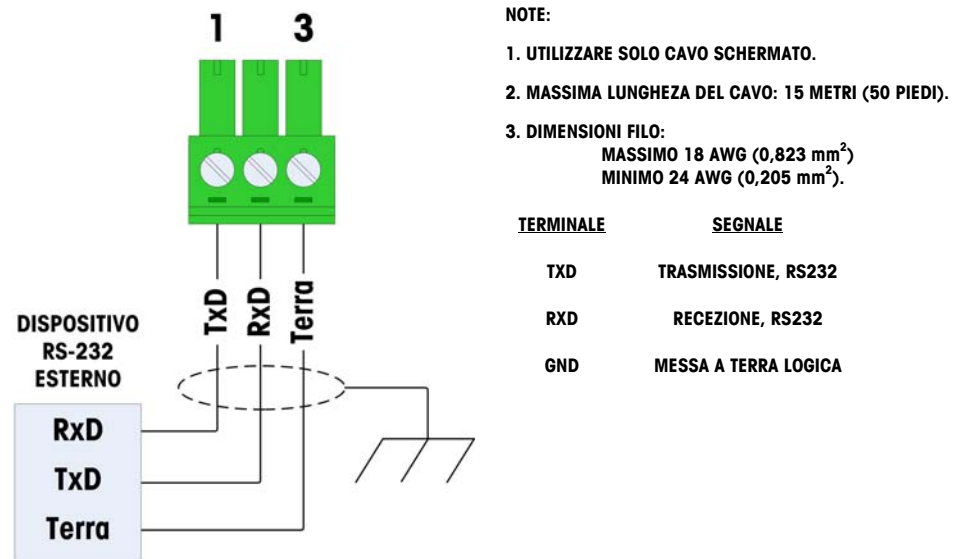 1 3
TxD
RxD
Terra
DISPOSITIVO
RS-232
ESTERNO
RxD
TxD
Terra
NOTE:
1. UTILIZZARE SOLO CAVO SCHERMATO.
2. MASSIMA LUNGHEZA DEL CAVO: 15 METRI (50 PIEDI).
3. DIMENSIONI FILO:
MASSIMO 18 AWG (0,823 mm²)
MINIMO 24 AWG (0,205 mm²).
TERMINALE SEGNALE
TXD TRASMISSIONE, RS232
RXD RECEZIONE, RS232
GND MESSA A TERRA LOGICA